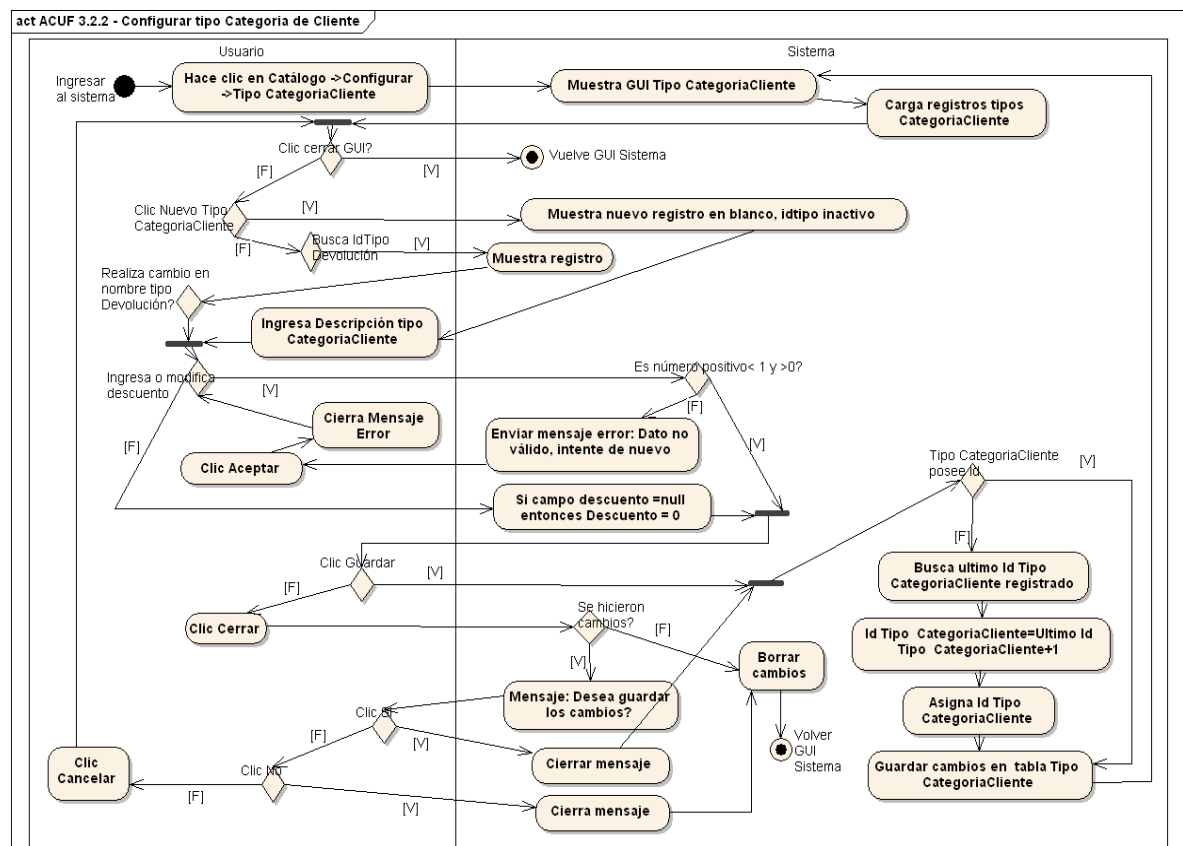 act ACUF 3.2.2 - Configurar tipo Categoria de Cliente
Usuario
Sistema
Ingresar
al sistema
Hace clic en Catálogo ->Configurar
->Tipo CategoriaCliente
Muestra GUI Tipo CategoriaCliente
Carga registros tipos
CategoriaCliente
Clic cerrar GUI?
[F]
[V]
Vuelve GUI Sistema
Clic Nuevo Tipo
CategoriaCliente
[V]
[F]
Muestra nuevo registro en blanco, idtipo inactivo
Busca IdTipo
Devolución
[V]
Muestra registro
Realiza cambio en
nombre tipo
Devolución?
Ingresa Descripción tipo
CategoriaCliente
Ingresa o modifica
descuento
[V]
[F]
Es número positivo< 1 y >0?
[F]
[V]
Cierra Mensaje
Error
Enviar mensaje error: Dato no
válido, intente de nuevo
Clic Aceptar
Si campo descuento =null
entonces Descuento = 0
Tipo CategoriaCliente
posee Id
[V]
[F]
Clic Guardar
[F]
[V]
Busca ultimo Id Tipo
CategoriaCliente registrado
Clic Cerrar
Se hicieron
cambios?
[F]
[V]
Id Tipo CategoriaCliente=Ultimo Id
Tipo CategoriaCliente+1
Borrar
cambios
Mensaje: Desea guardar
los cambios?
Asigna Id Tipo
CategoriaCliente
Clic Si
[F]
[V]
Volver
GUI
Sistema
Cierrar mensaje
Guardar cambios en tabla Tipo
CategoriaCliente
Clic
Cancelar
Clic No
[F]
[V]
Cierra mensaje